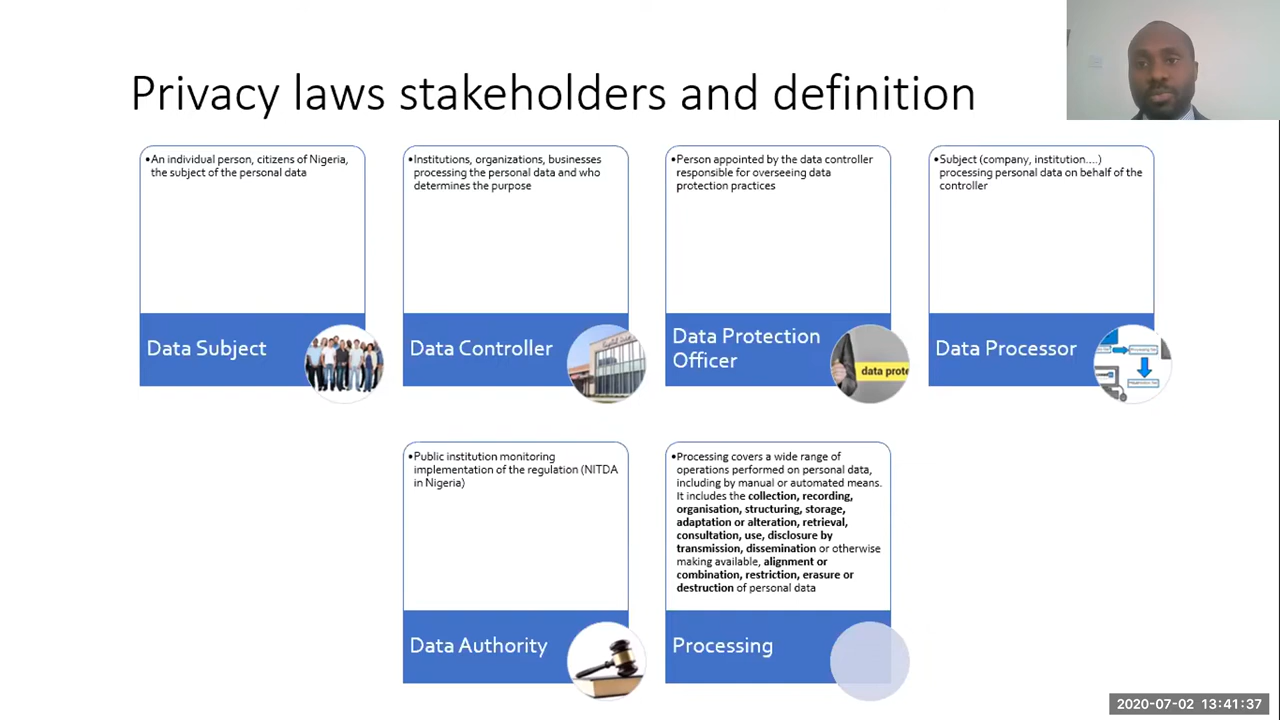 Privacy laws stakeholders and definition
•An individual person, citizens of Nigeria,
the subject of the personal data
Data Subject
•Institutions, organizations, businesses
processing the personal data and who
determines the purpose
Data Controller
•Person appointed by the data controller
responsible for overseeing data
protection practices
Data Protection
Officer
data prote
•Subject (company, institution....)
processing personal data on behalf of the
controller
Data Processor
•Public institution monitoring
implementation of the regulation (NITDA
in Nigeria)
Data Authority
•Processing covers a wide range of
operations performed on personal data,
including by manual or automated means.
It includes the collection, recording,
organisation, structuring, storage,
adaptation or alteration, retrieval,
consultation, use, disclosure by
transmission, dissemination or otherwise
making available, alignment or
combination, restriction, erasure or
destruction of personal data
Processing
2020-07-02 13:41:37